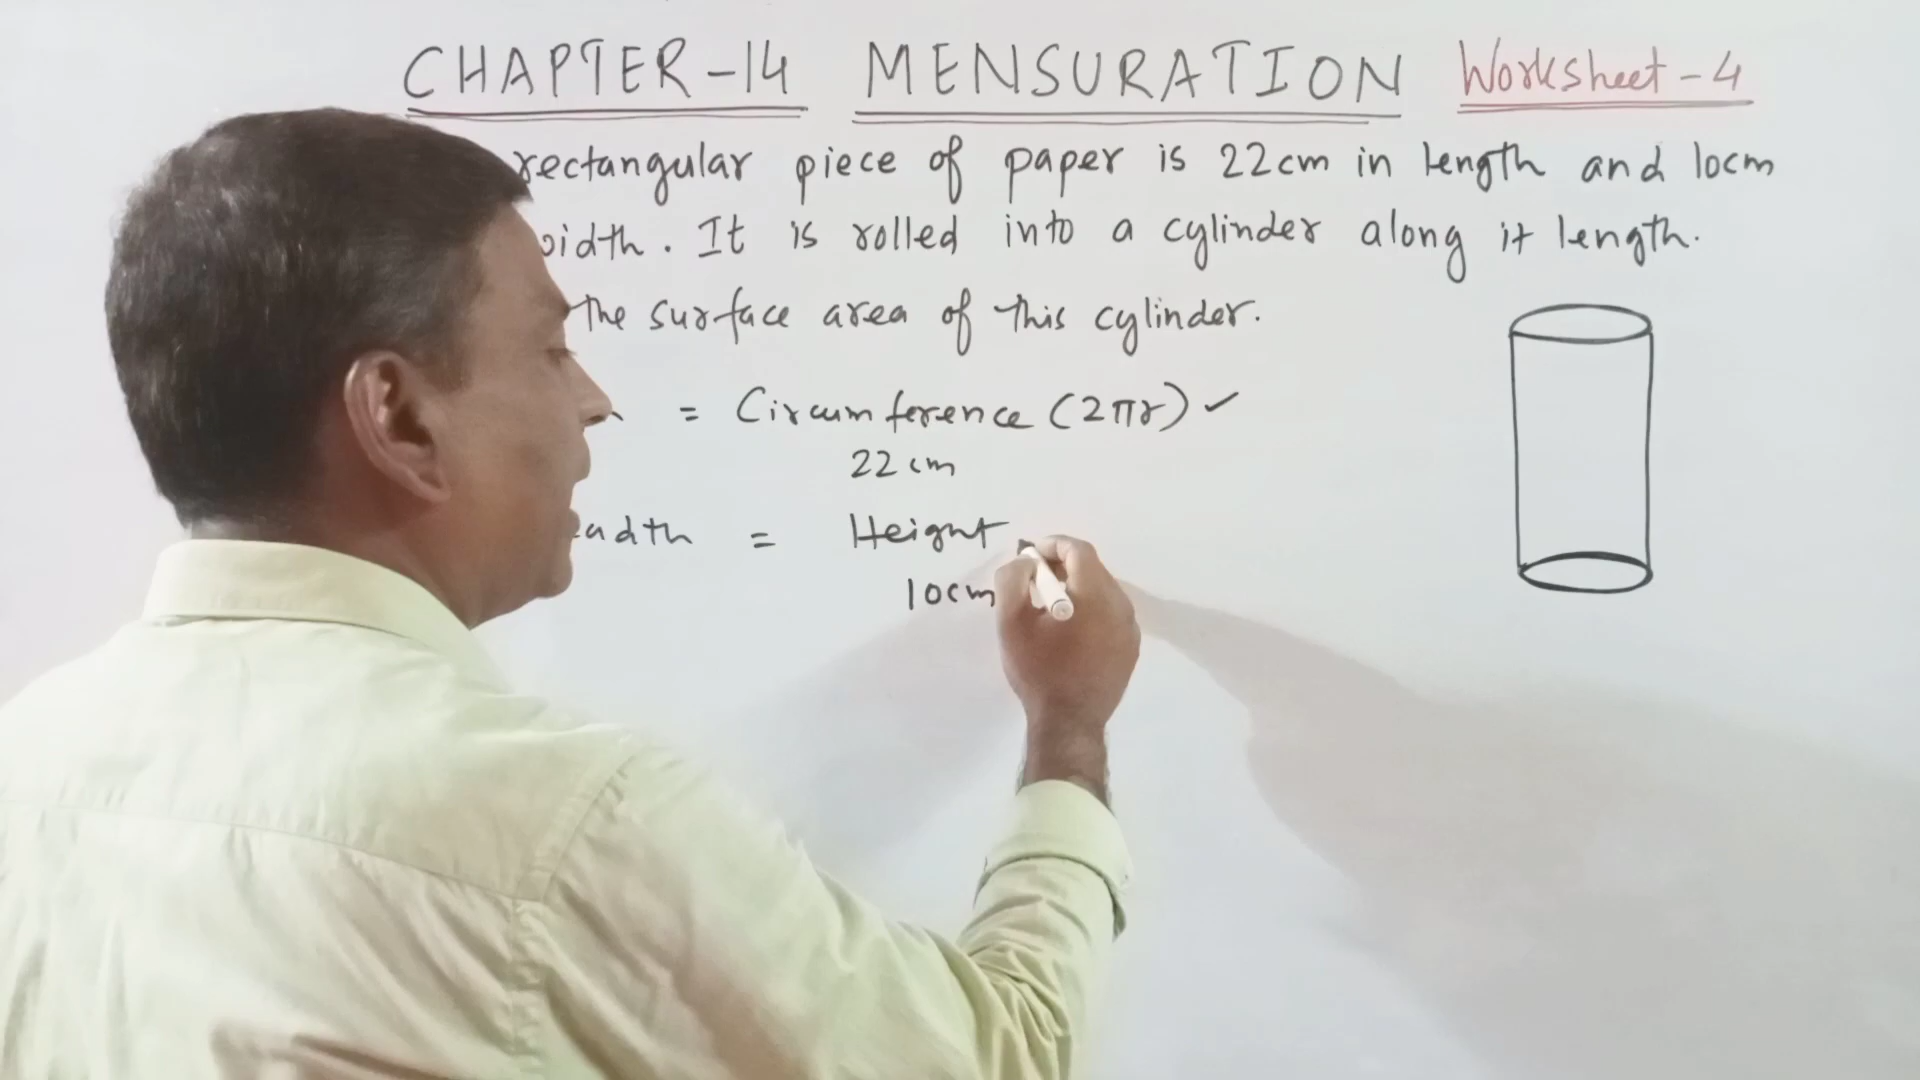 CHAPTER-14 MENSURATION Worksheet-4
rectangular piece of paper is 22cm in length and 10cm
width. It is rolled into a cylinder along it length.
the surface area of this cylinder.
= Circumference (2πr) ✓
22 cm
= Height
10cm